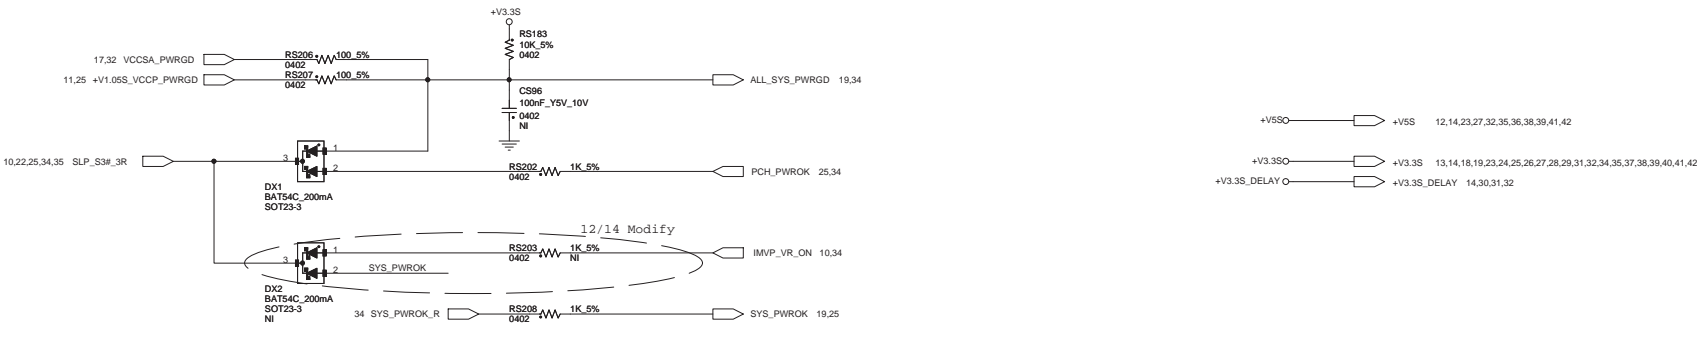 +V3.3S
RS183
10K_5%
0402
17,32 VCCSA_PWRGD
RS206 100_5%
0402
11,25 +V1.05S_VCCP_PWRGD
RS207 100_5%
0402
ALL_SYS_PWRGD 19,34
CS96
100nF_Y5V_10V
0402
NI
+V5S
+V5S 12,14,23,27,32,35,36,38,39,41,42
10,22,25,34,35 SLP_S3#_3R
3
1
2
RS202 1K_5%
0402
PCH_PWROK 25,34
+V3.3S
+V3.3S 13,14,18,19,23,24,25,26,27,28,29,31,32,34,35,37,38,39,40,41,42
+V3.3S_DELAY
+V3.3S_DELAY 14,30,31,32
DX1
BAT54C_200mA
SOT23-3
12/14 Modify
3
1
2
RS203 1K_5%
0402 NI
IMVP_VR_ON 10,34
SYS_PWROK
DX2
BAT54C_200mA
SOT23-3
NI
34 SYS_PWROK_R
RS208 1K_5%
0402
SYS_PWROK 19,25